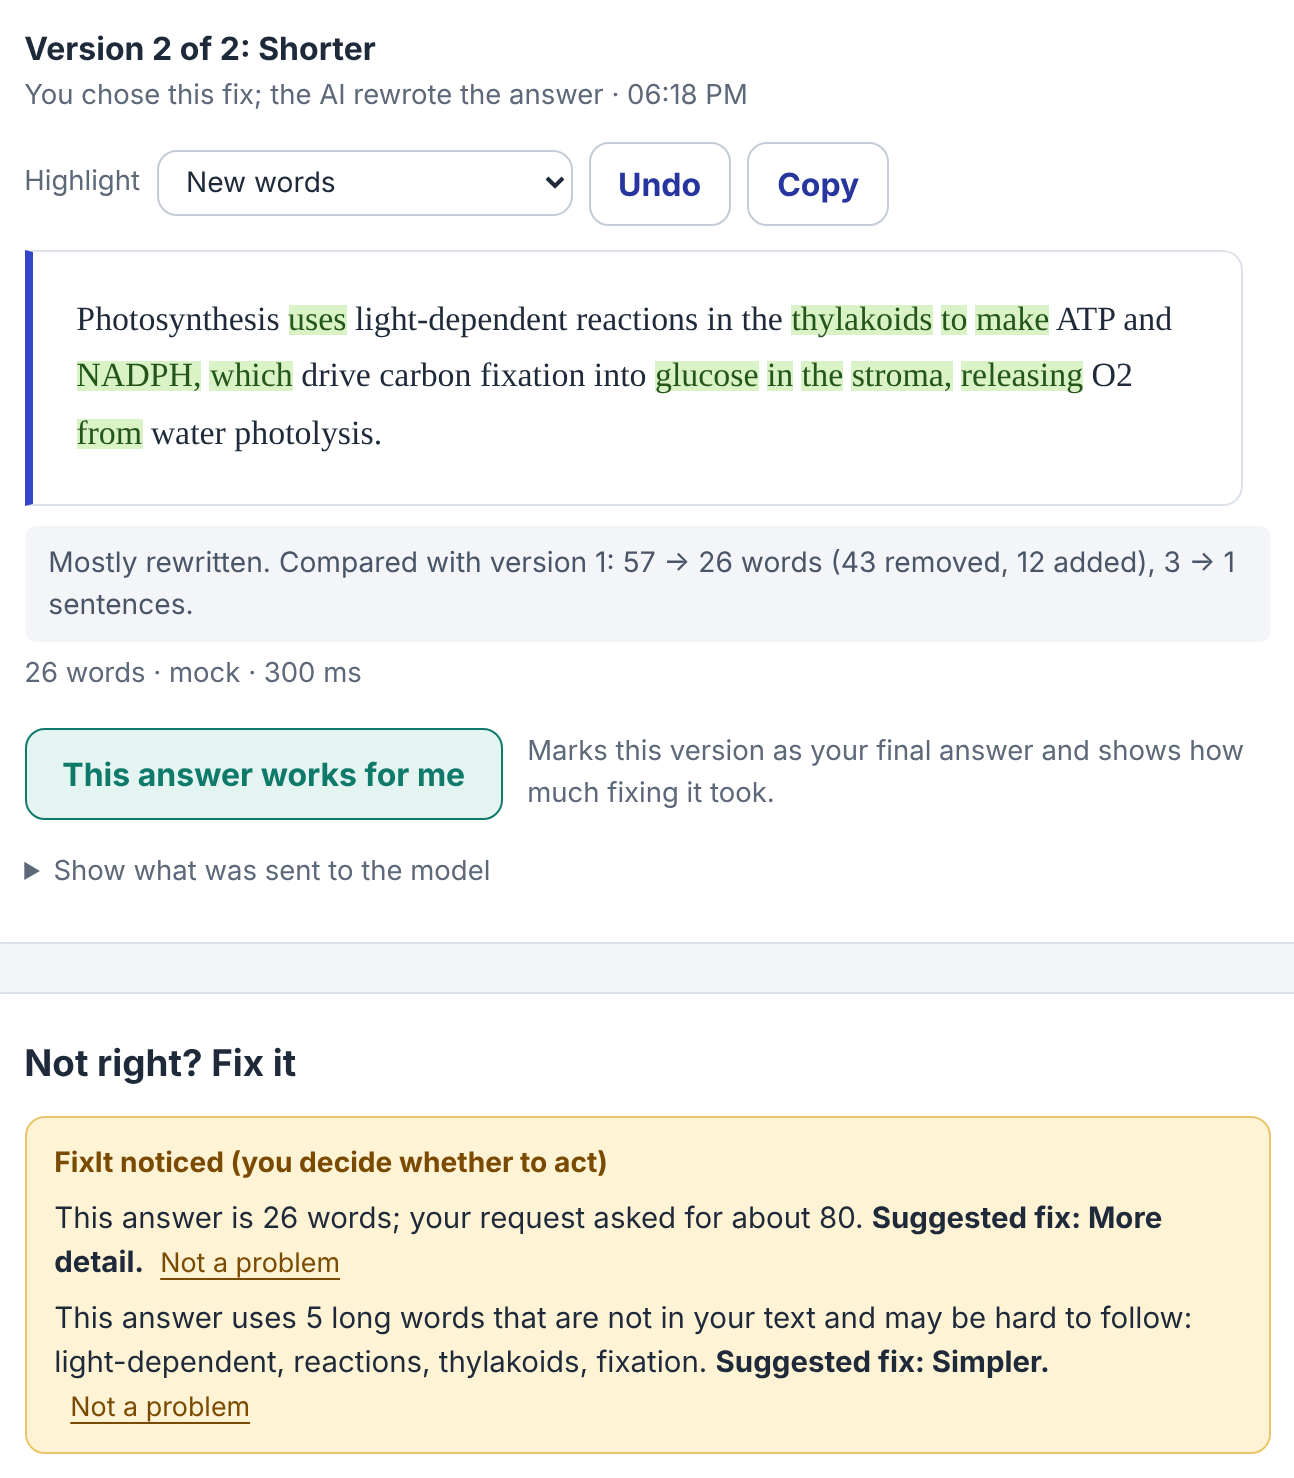 Version 2 of 2: Shorter
You chose this fix; the AI rewrote the answer · 06:18 PM
Highlight New words Undo Copy
Photosynthesis uses light-dependent reactions in the thylakoids to make ATP and
NADPH, which drive carbon fixation into glucose in the stroma, releasing O2
from water photolysis.
Mostly rewritten. Compared with version 1: 57 → 26 words (43 removed, 12 added), 3 → 1
sentences.
26 words · mock · 300 ms
This answer works for me
Marks this version as your final answer and shows how
much fixing it took.
Show what was sent to the model
Not right? Fix it
FixIt noticed (you decide whether to act)
This answer is 26 words; your request asked for about 80. Suggested fix: More
detail. Not a problem
This answer uses 5 long words that are not in your text and may be hard to follow:
light-dependent, reactions, thylakoids, fixation. Suggested fix: Simpler.
Not a problem